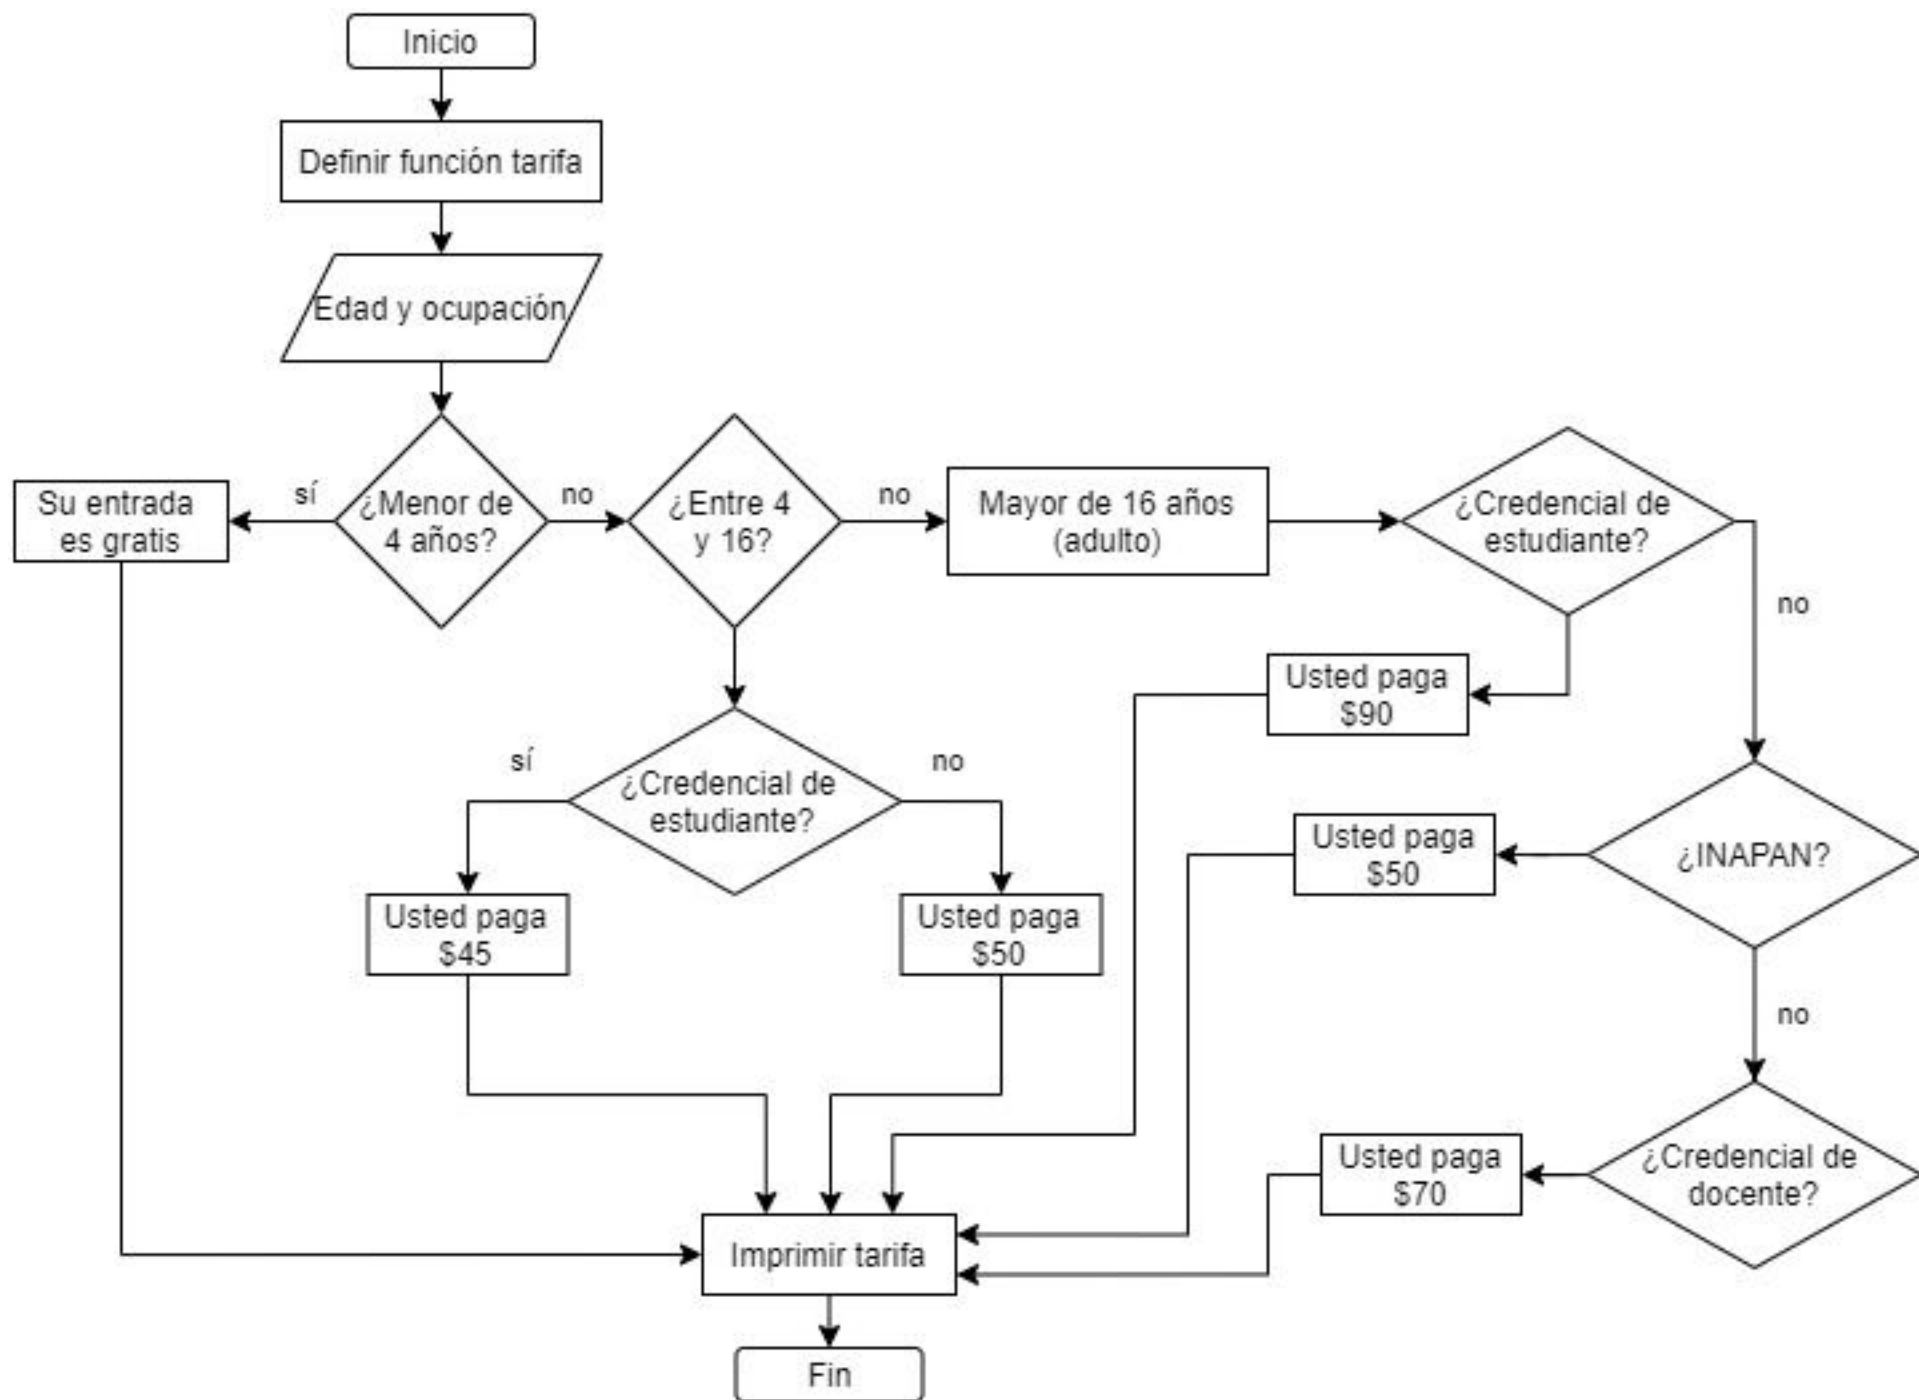 Inicio
Definir función tarifa
Edad y ocupación
¿Menor de
4 años?
sí
no
Su entrada
es gratis
¿Entre 4
y 16?
no
Mayor de 16 años
(adulto)
¿Credencial de
estudiante?
no
Usted paga
$90
¿Credencial de
estudiante?
sí
no
Usted paga
$45
Usted paga
$50
¿INAPAN?
Usted paga
$50
no
¿Credencial de
docente?
Usted paga
$70
Imprimir tarifa
Fin